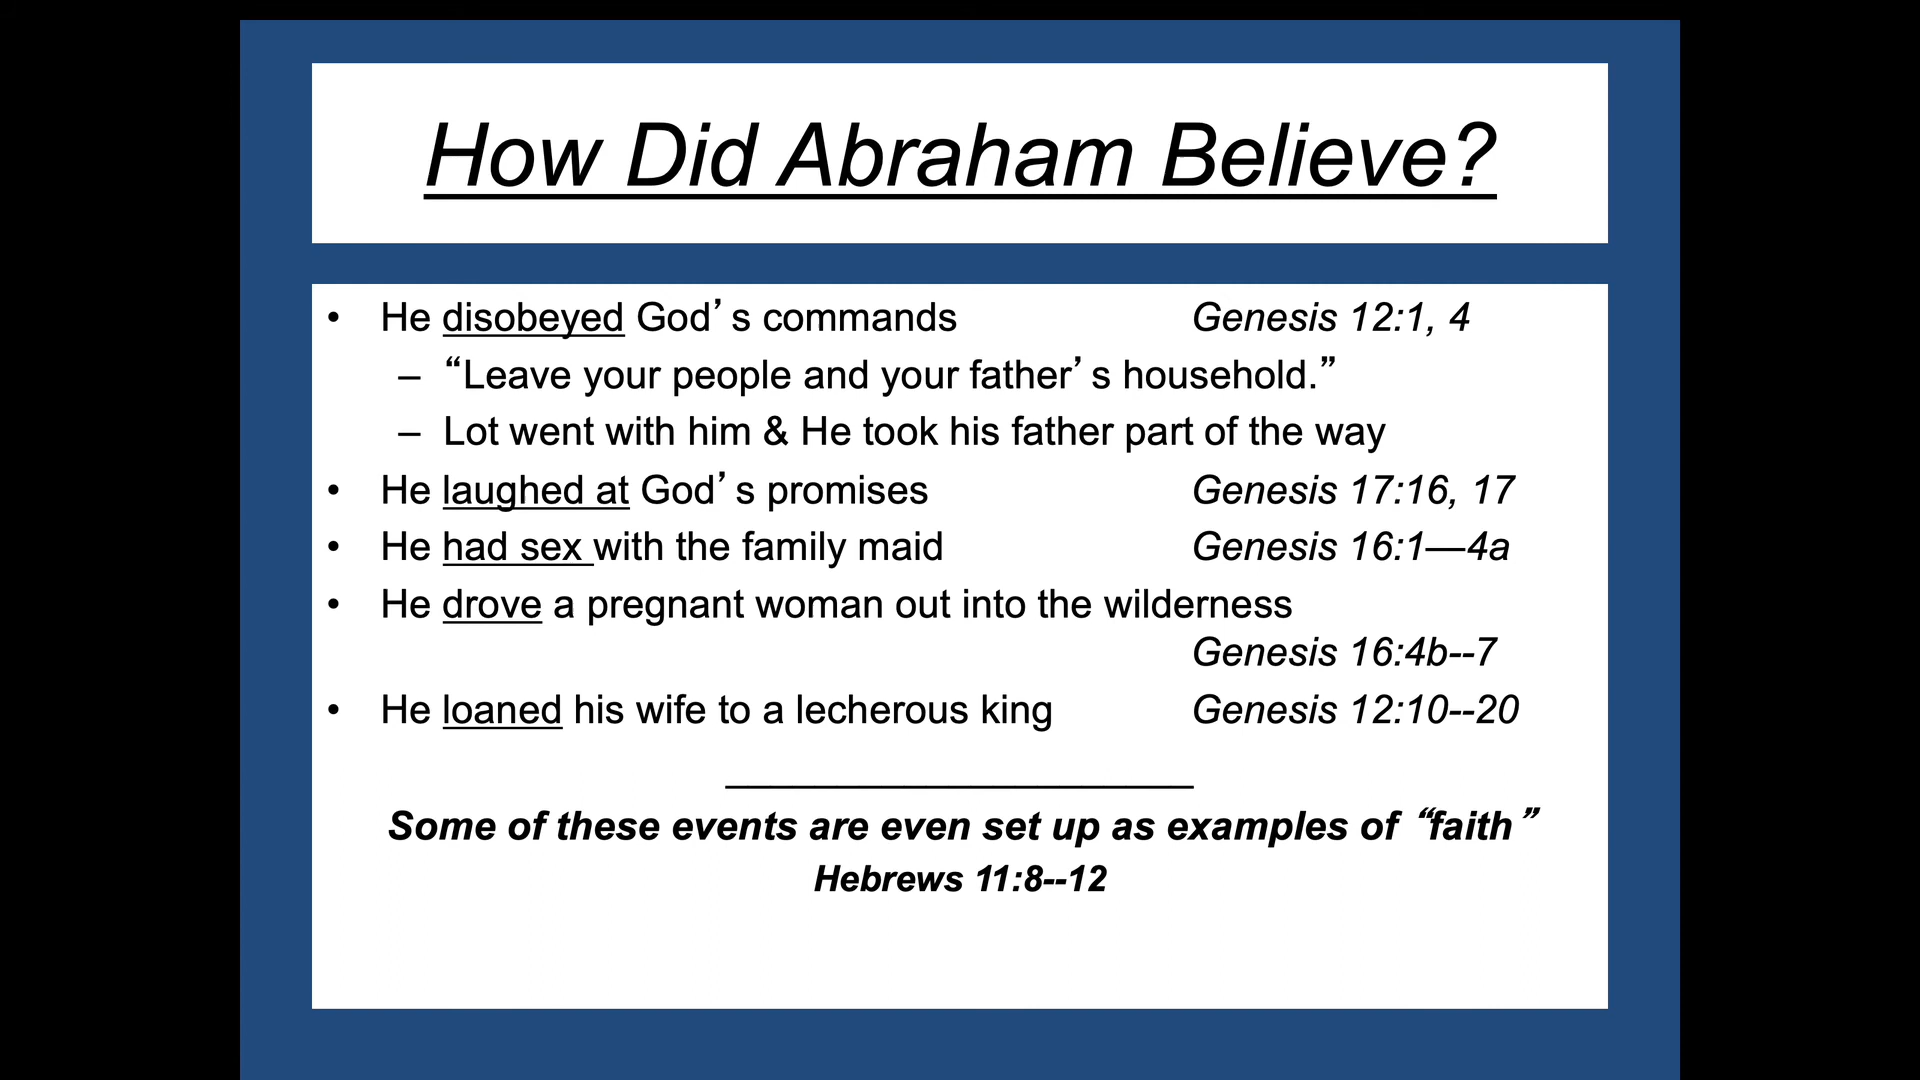 How Did Abraham Believe?
• He disobeyed God’s commands Genesis 12:1, 4
– “Leave your people and your father’s household.”
– Lot went with him & He took his father part of the way
• He laughed at God’s promises Genesis 17:16, 17
• He had sex with the family maid Genesis 16:1—4a
• He drove a pregnant woman out into the wilderness
Genesis 16:4b--7
• He loaned his wife to a lecherous king Genesis 12:10--20
Some of these events are even set up as examples of “faith”
Hebrews 11:8--12